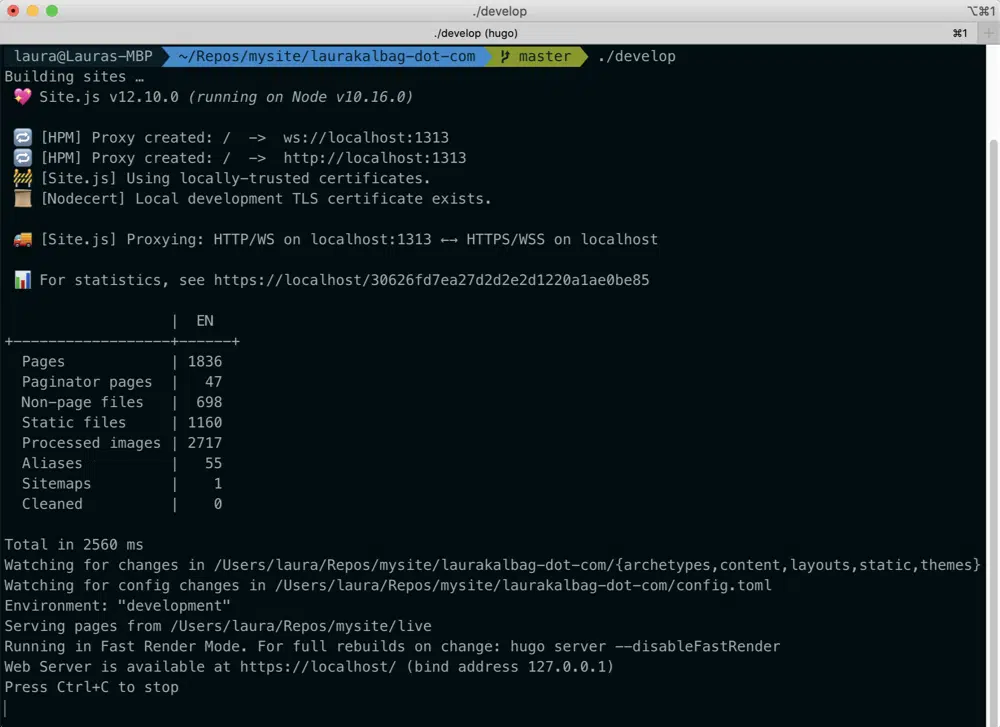 ./develop
⌥⌘1
./develop (hugo)
⌘1
+
laura@Lauras-MBP ~/Repos/mysite/laurakalbag-dot-com master ./develop
Building sites …
💖 Site.js v12.10.0 (running on Node v10.16.0)
🔁 [HPM] Proxy created: /  ->  ws://localhost:1313
🔁 [HPM] Proxy created: /  ->  http://localhost:1313
🚧 [Site.js] Using locally-trusted certificates.
📜 [Nodecert] Local development TLS certificate exists.
🚚 [Site.js] Proxying: HTTP/WS on localhost:1313 ←→ HTTPS/WSS on localhost
📊 For statistics, see https://localhost/30626fd7ea27d2d2e2d1220a1ae0be85
                   |  EN
+------------------+------+
  Pages            | 1836
  Paginator pages  |   47
  Non-page files   |  698
  Static files     | 1160
  Processed images | 2717
  Aliases          |   55
  Sitemaps         |    1
  Cleaned          |    0
Total in 2560 ms
Watching for changes in /Users/laura/Repos/mysite/laurakalbag-dot-com/{archetypes,content,layouts,static,themes}
Watching for config changes in /Users/laura/Repos/mysite/laurakalbag-dot-com/config.toml
Environment: "development"
Serving pages from /Users/laura/Repos/mysite/live
Running in Fast Render Mode. For full rebuilds on change: hugo server --disableFastRender
Web Server is available at https://localhost/ (bind address 127.0.0.1)
Press Ctrl+C to stop